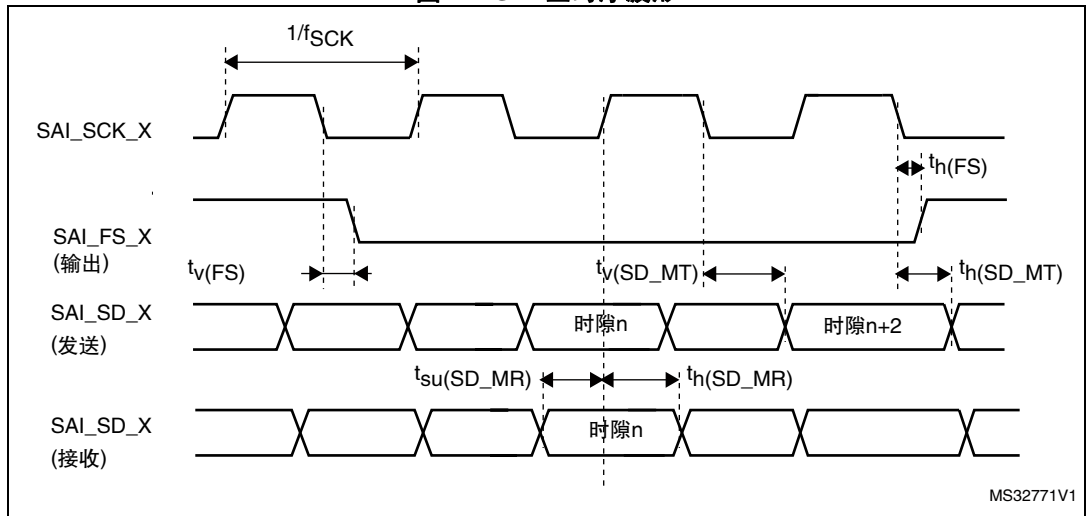 1/fSCK
SAI_SCK_X
th(FS)
SAI_FS_X
(输出)
tv(FS)
tv(SD_MT)
th(SD_MT)
SAI_SD_X
(发送)
时隙n
时隙n+2
tsu(SD_MR)
th(SD_MR)
SAI_SD_X
(接收)
时隙n
MS32771V1